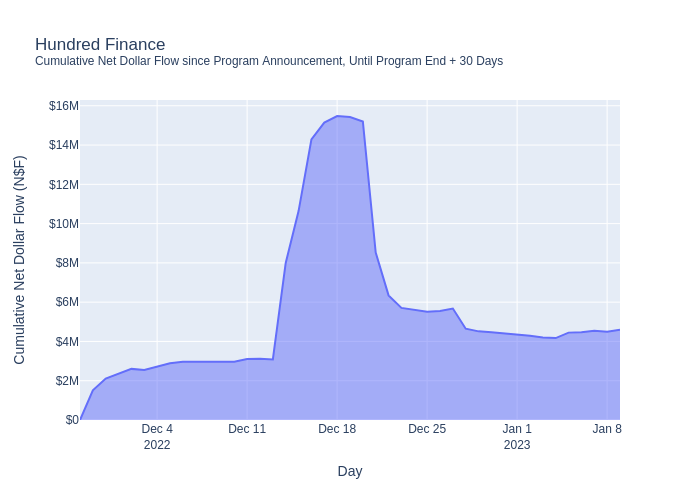 Hundred Finance
Cumulative Net Dollar Flow since Program Announcement, Until Program End + 30 Days
Cumulative Net Dollar Flow (N$F)
$16M
$14M
$12M
$10M
$8M
$6M
$4M
$2M
$0
Dec 4 Dec 11 Dec 18 Dec 25 Jan 1 Jan 8
2022 2023
Day